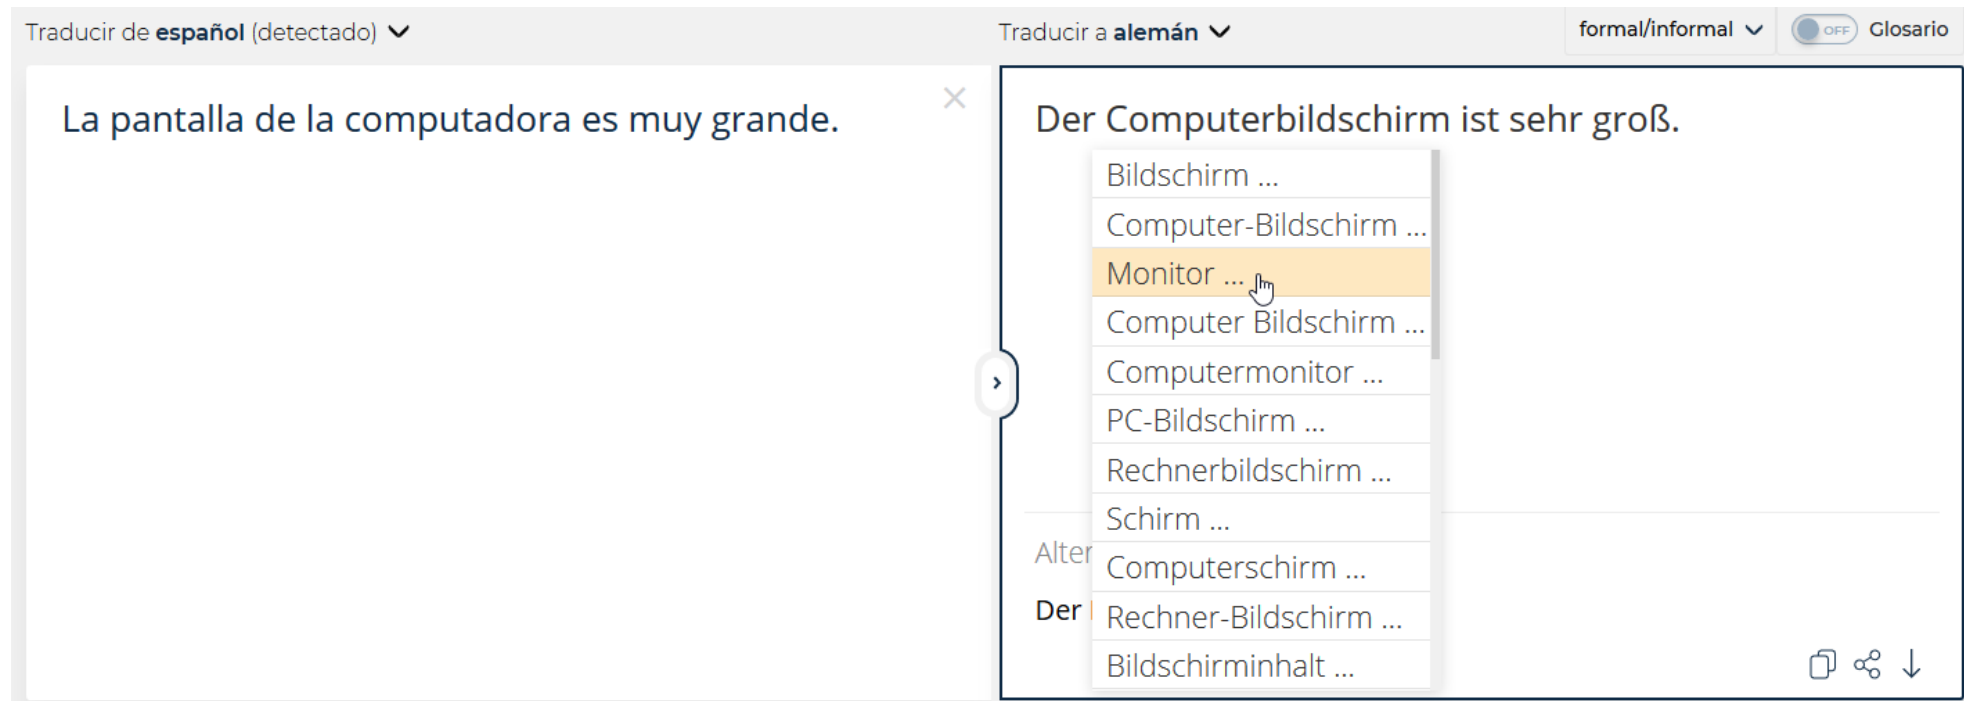 Traducir de español (detectado)
Traducir a alemán
formal/informal
OFF
Glosario
La pantalla de la computadora es muy grande.
Der Computerbildschirm ist sehr groß.
Bildschirm ...
Computer-Bildschirm ...
Monitor ...
Computer Bildschirm ...
Computermonitor ...
PC-Bildschirm ...
Rechnerbildschirm ...
Schirm ...
Computerschirm ...
Rechner-Bildschirm ...
Bildschirminhalt ...
Der